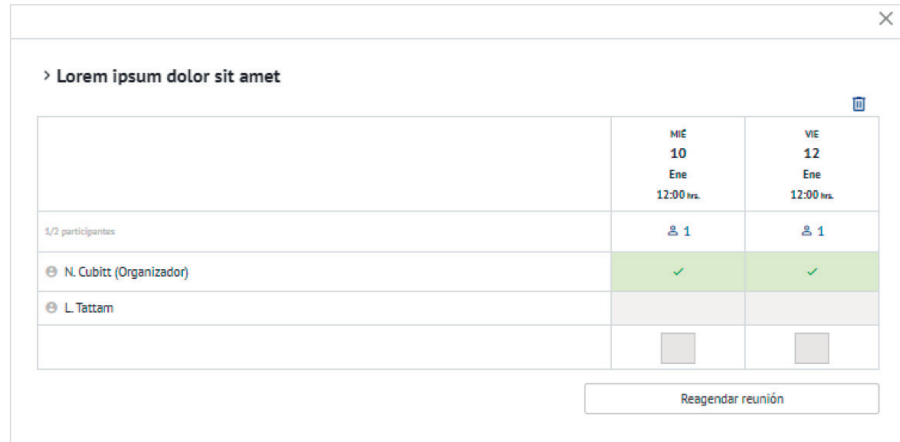 Lorem ipsum dolor sit amet
MIÉ VIE
10 12
Ene Ene
12:00 hrs. 12:00 hrs.
1/2 participantes 1 1
N. Cubitt (Organizador)
L. Tattam
Reagendar reunión